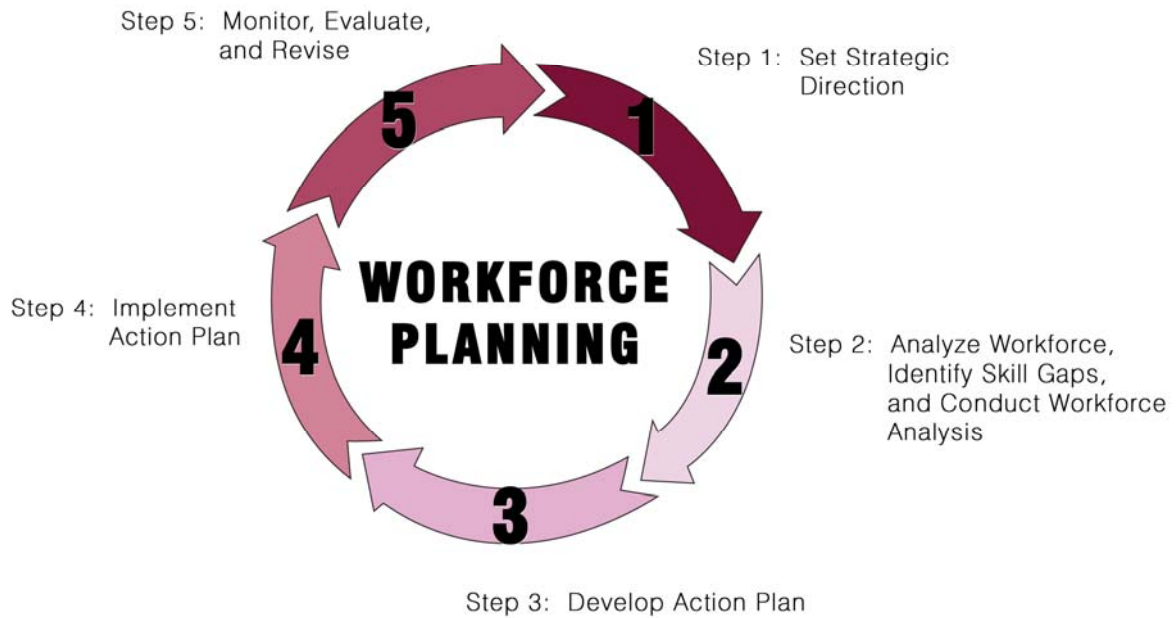 Step 5: Monitor, Evaluate,
and Revise
Step 1: Set Strategic
Direction
5
1
WORKFORCE
PLANNING
Step 4: Implement
Action Plan
4
2
Step 2: Analyze Workforce,
Identify Skill Gaps,
and Conduct Workforce
Analysis
3
Step 3: Develop Action Plan